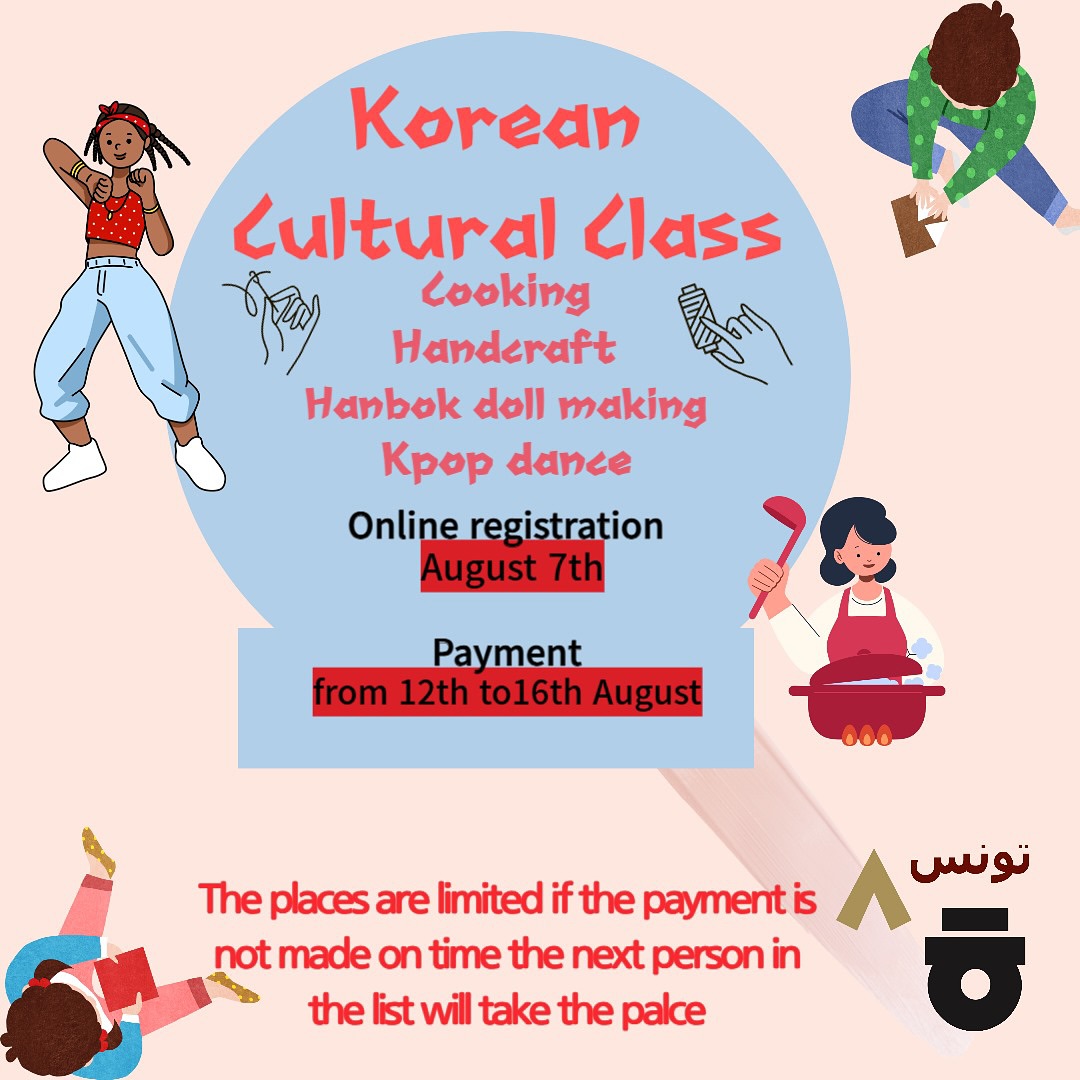 Korean
Cultural Class
Cooking
Handcraft
Hanbok doll making
Kpop dance
Online registration
August 7th
Payment
from 12th to16th August
تونس
The places are limited if the payment is
not made on time the next person in
the list will take the palce